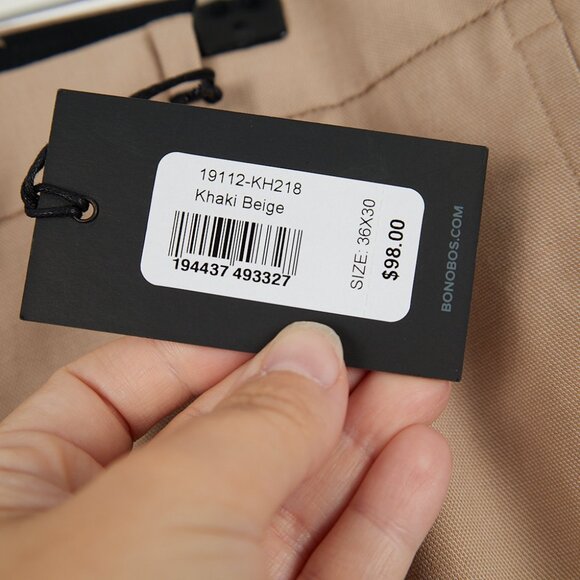 19112-KH218
Khaki Beige
194437 493327
SIZE: 36X30
$98.00
BONOBOS.COM